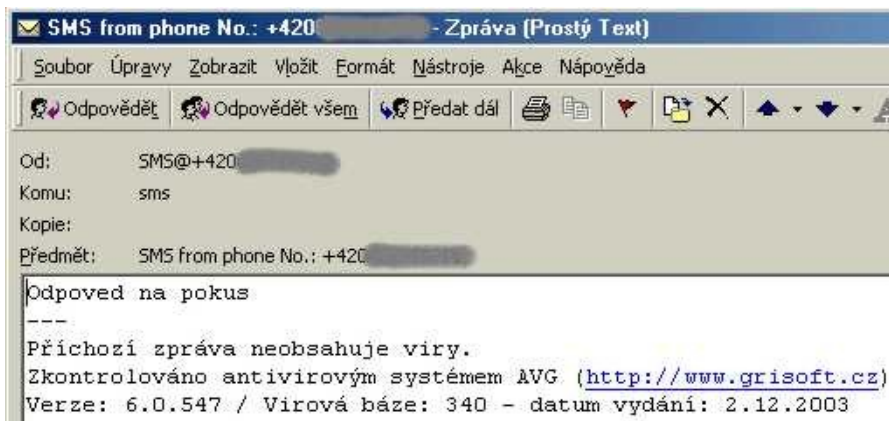 SMS from phone No.: +420 - Zpráva (Prostý Text)
Soubor Úpravy Zobrazit Vložit Formát Nástroje Akce Nápověda
Odpovědět Odpovědět všem Předat dál
Od: SMS@+420
Komu: sms
Kopie:
Předmět: SMS from phone No.: +420
Odpoved na pokus
---
Příchozí zpráva neobsahuje viry.
Zkontrolováno antivirovým systémem AVG (http://www.grisoft.cz)
Verze: 6.0.547 / Virová báze: 340 - datum vydání: 2.12.2003